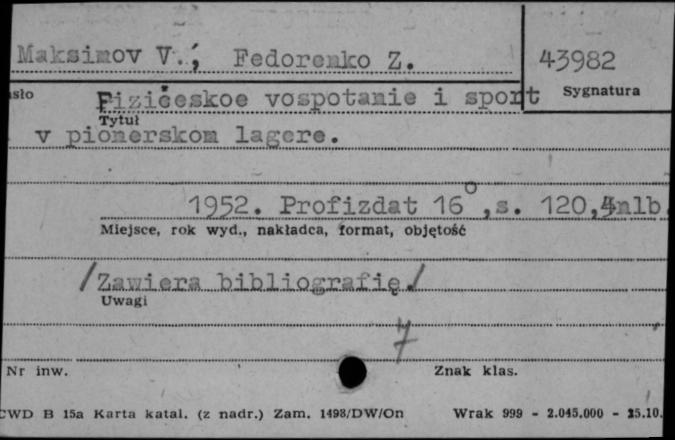 Maksimov V., Fedorenko Z. 43982
Sygnatura
Fizičeskoe vospotanie i sport
Tytuł
v pionerskom lagere.
1952. Profizdat 16°, s. 120, 4nlb
Miejsce, rok wyd., nakładca, format, objętość
/Zawiera bibliografię/
Uwagi
7
Nr inw. Znak klas.
CWD B 15a Karta katal. (z nadr.) Zam. 1498/DW/On Wrak 999 - 2.045.000 - 25.10.